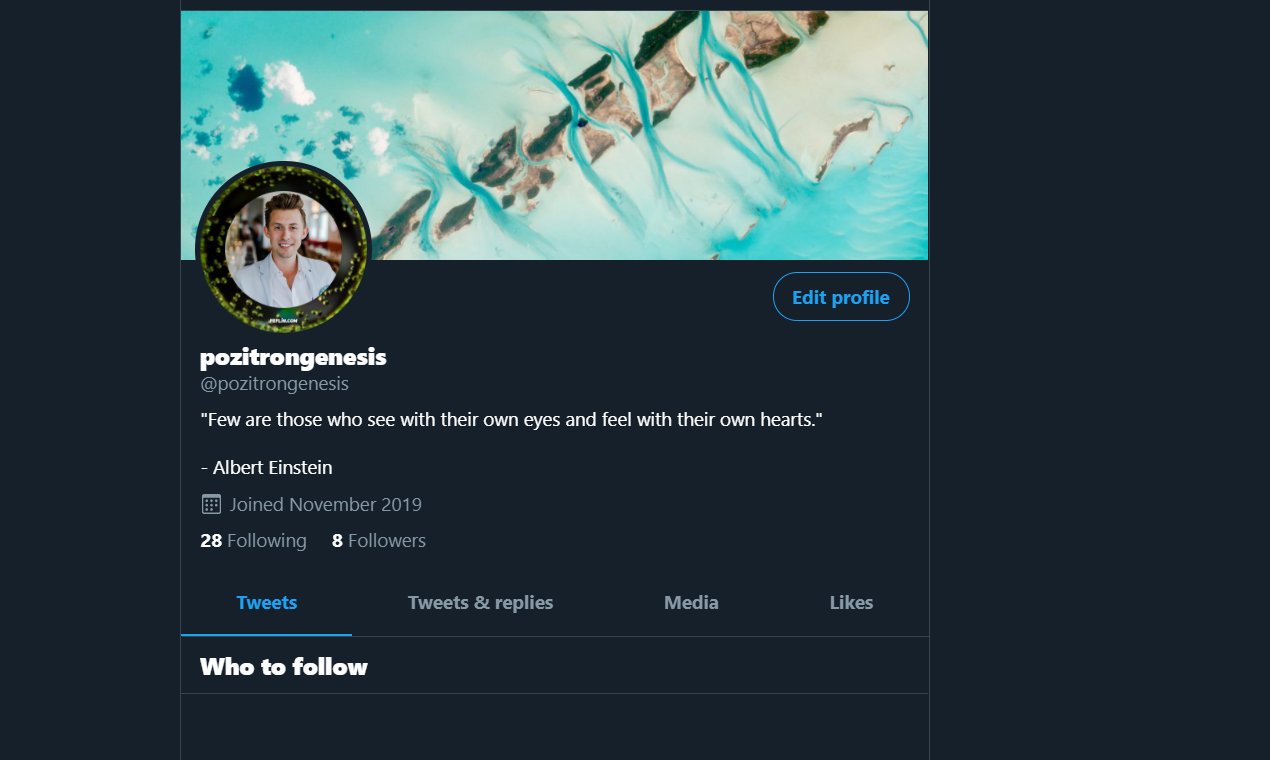 Edit profile
pozitrongenesis
@pozitrongenesis
"Few are those who see with their own eyes and feel with their own hearts."
- Albert Einstein
Joined November 2019
28 Following 8 Followers
Tweets Tweets & replies Media Likes
Who to follow